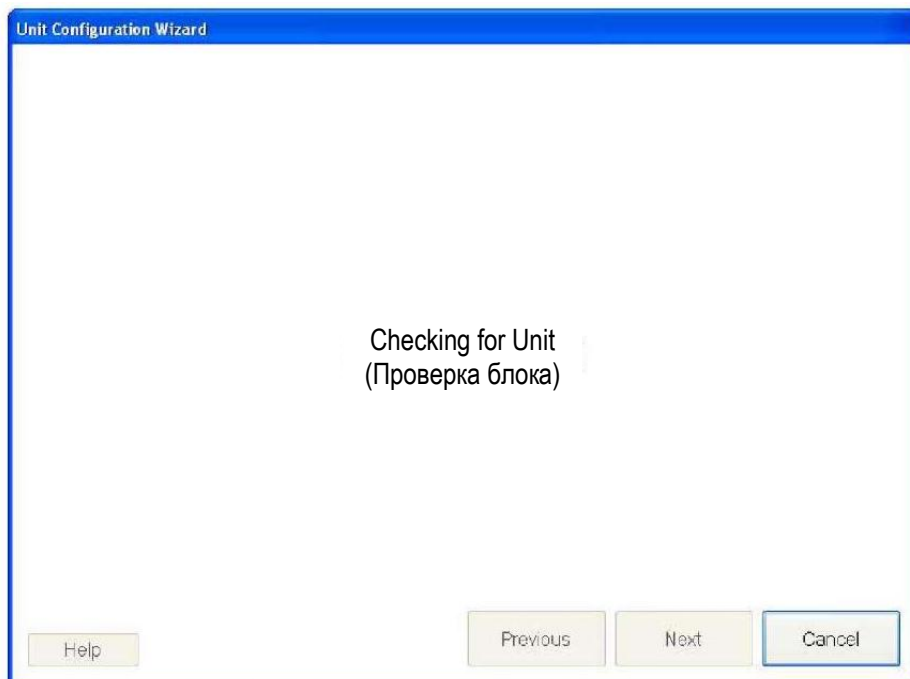 Unit Configuration Wizard
Checking for Unit
(Проверка блока)
Help
Previous
Next
Cancel